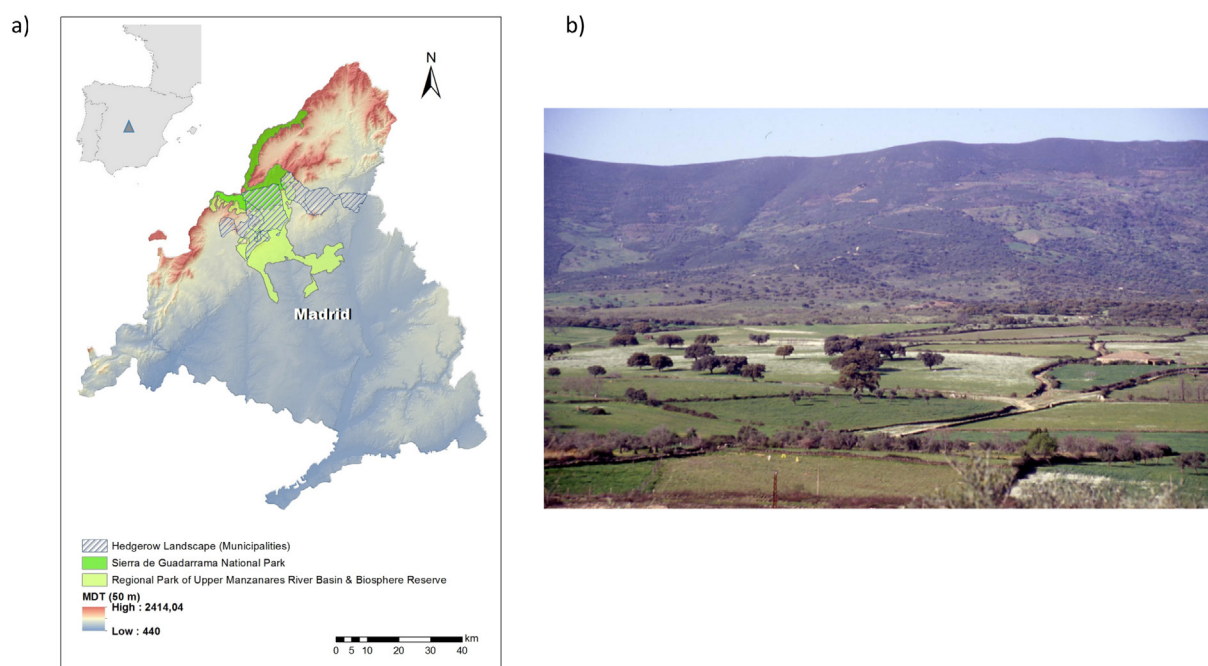 a)
b)
N
Madrid
Hedgerow Landscape (Municipalities)
Sierra de Guadarrama National Park
Regional Park of Upper Manzanares River Basin & Biosphere Reserve
MDT (50 m)
High : 2414,04
Low : 440
km
0 5 10 20 30 40